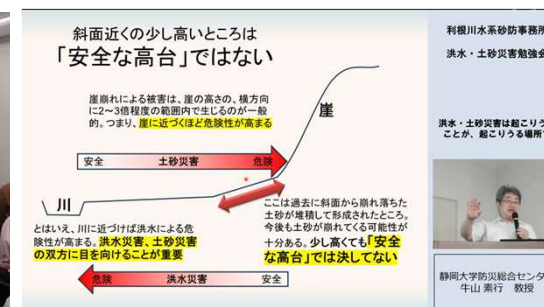 斜面近くの少し高いところは
「安全な高台」ではない
崖崩れによる被害は、崖の高さの、横方向
に2～3倍程度の範囲内で生じるのが一般
的。つまり、崖に近づくほど危険性が高まる
崖
安全 土砂災害 危険
川
とはいえ、川に近づけば洪水による危
険性が高まる。洪水災害、土砂災害
の双方に目を向けることが重要
ここは過去に斜面から崩れ落ちた
土砂が堆積して形成されたところ。
今後も土砂が崩れてくる可能性が
十分ある。少し高くても「安全
な高台」では決してない
危険 洪水災害 安全
利根川水系砂防事務所
洪水・土砂災害勉強会
洪水・土砂災害は起こりう
ことが、起こりうる場所で
静岡大学防災総合センタ
牛山 素行 教授